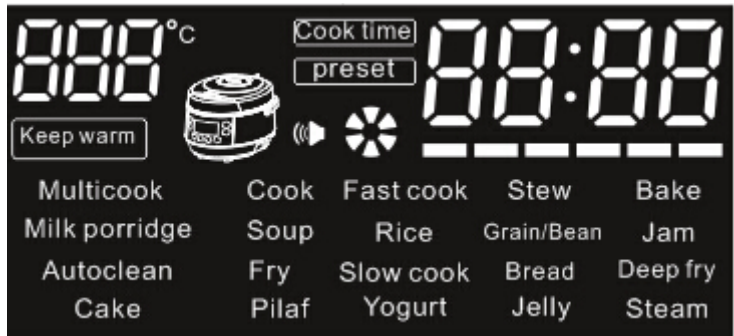 888°C Cook time 88:88
preset
Keep warm
Multicook Cook Fast cook Stew Bake
Milk porridge Soup Rice Grain/Bean Jam
Autoclean Fry Slow cook Bread Deep fry
Cake Pilaf Yogurt Jelly Steam